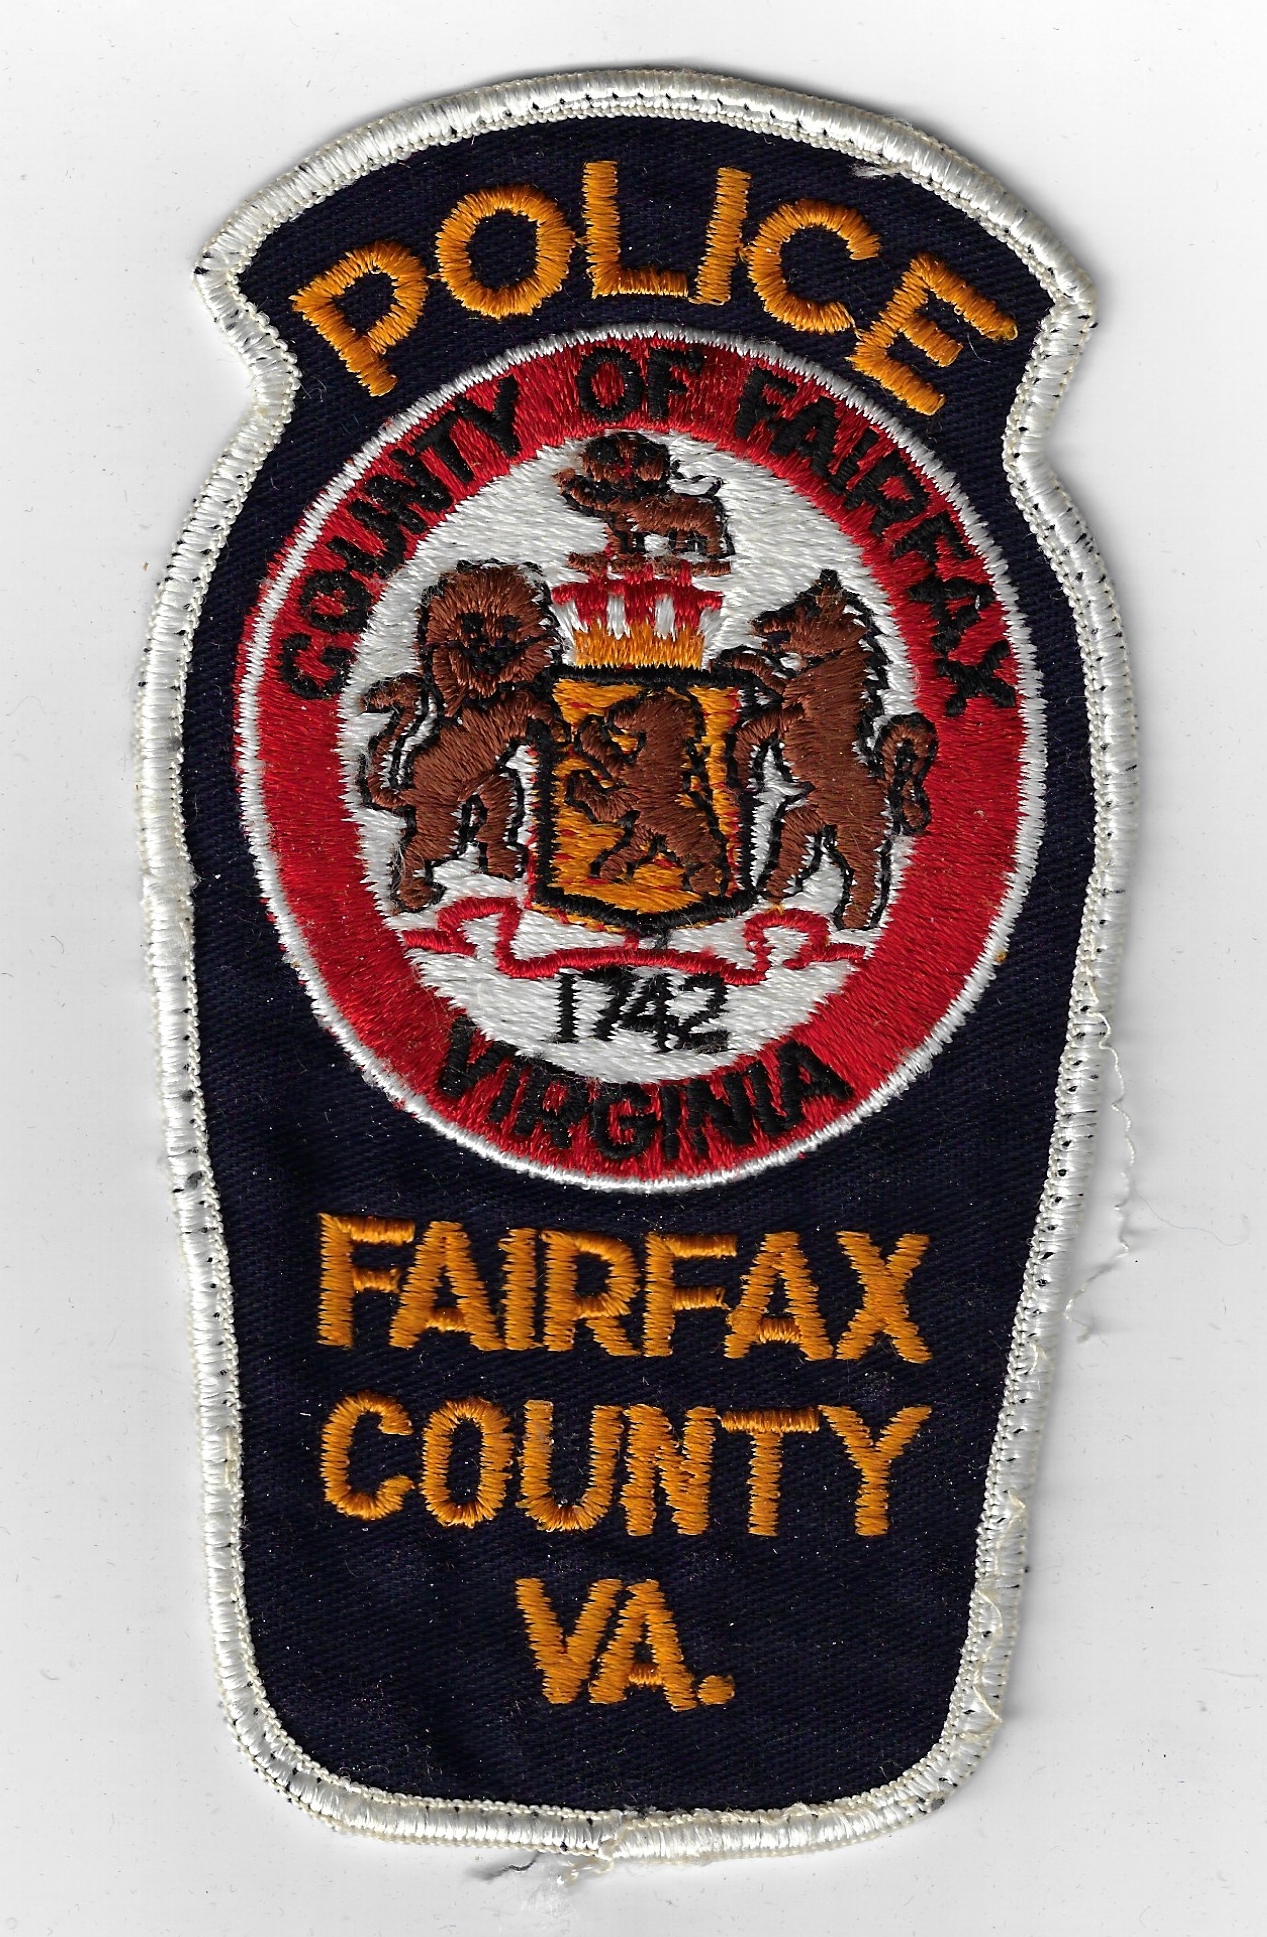 POLICE
COUNTY OF FAIRFAX
1742
VIRGINIA
FAIRFAX
COUNTY
VA.